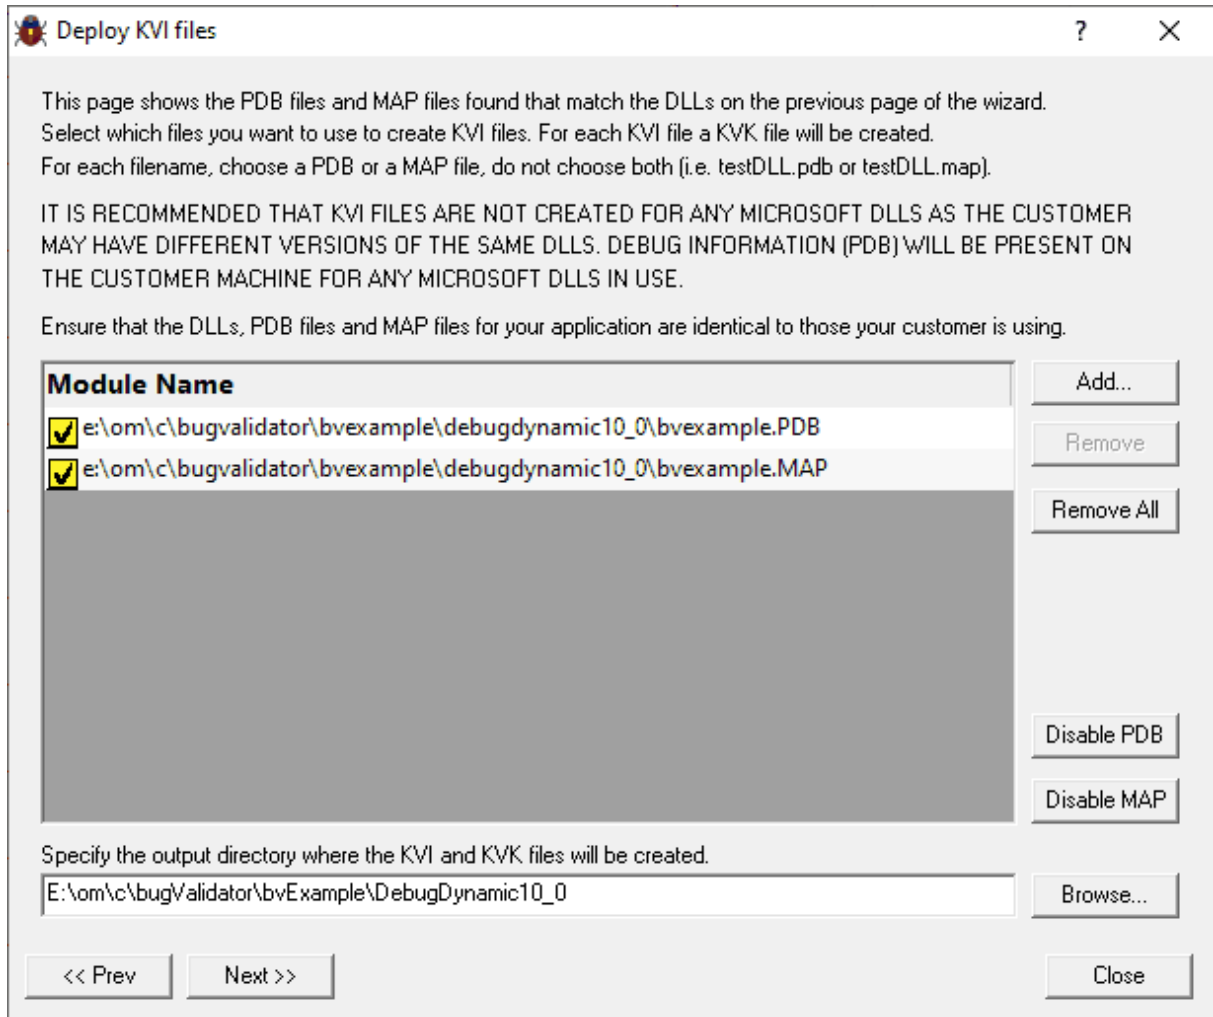 Deploy KVI files
?
This page shows the PDB files and MAP files found that match the DLLs on the previous page of the wizard.
Select which files you want to use to create KVI files. For each KVI file a KVK file will be created.
For each filename, choose a PDB or a MAP file, do not choose both (i.e. testDLL.pdb or testDLL.map).
IT IS RECOMMENDED THAT KVI FILES ARE NOT CREATED FOR ANY MICROSOFT DLLS AS THE CUSTOMER
MAY HAVE DIFFERENT VERSIONS OF THE SAME DLLS. DEBUG INFORMATION (PDB) WILL BE PRESENT ON
THE CUSTOMER MACHINE FOR ANY MICROSOFT DLLS IN USE.
Ensure that the DLLs, PDB files and MAP files for your application are identical to those your customer is using.
Module Name
e:\om\c\bugvalidator\bvexample\debugdynamic10_0\bvexample.PDB
e:\om\c\bugvalidator\bvexample\debugdynamic10_0\bvexample.MAP
Add...
Remove
Remove All
Disable PDB
Disable MAP
Specify the output directory where the KVI and KVK files will be created.
E:\om\c\bugValidator\bvExample\DebugDynamic10_0
Browse...
<< Prev
Next >>
Close